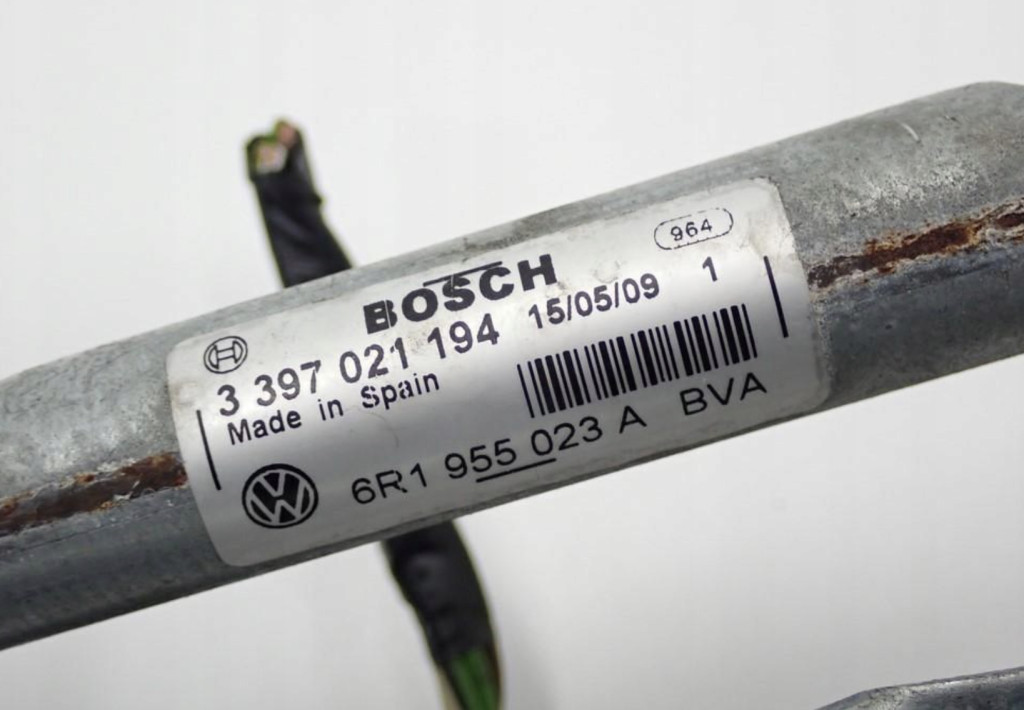 964
BOSCH
3 397 021 194 15/05/09 1
Made in Spain
6R1 955 023 A BVA